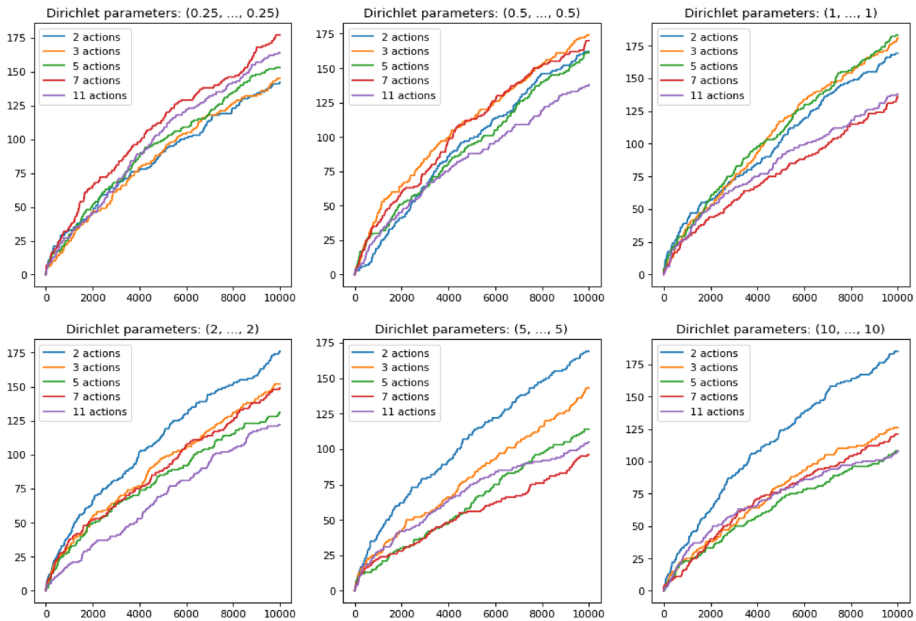 Dirichlet parameters: (0.25, ..., 0.25)
175
150
125
100
75
50
25
0
2 actions
3 actions
5 actions
7 actions
11 actions
0 2000 4000 6000 8000 10000
Dirichlet parameters: (0.5, ..., 0.5)
175
150
125
100
75
50
25
0
2 actions
3 actions
5 actions
7 actions
11 actions
0 2000 4000 6000 8000 10000
Dirichlet parameters: (1, ..., 1)
175
150
125
100
75
50
25
0
2 actions
3 actions
5 actions
7 actions
11 actions
0 2000 4000 6000 8000 10000
Dirichlet parameters: (2, ..., 2)
175
150
125
100
75
50
25
0
2 actions
3 actions
5 actions
7 actions
11 actions
0 2000 4000 6000 8000 10000
Dirichlet parameters: (5, ..., 5)
175
150
125
100
75
50
25
0
2 actions
3 actions
5 actions
7 actions
11 actions
0 2000 4000 6000 8000 10000
Dirichlet parameters: (10, ..., 10)
175
150
125
100
75
50
25
0
2 actions
3 actions
5 actions
7 actions
11 actions
0 2000 4000 6000 8000 10000